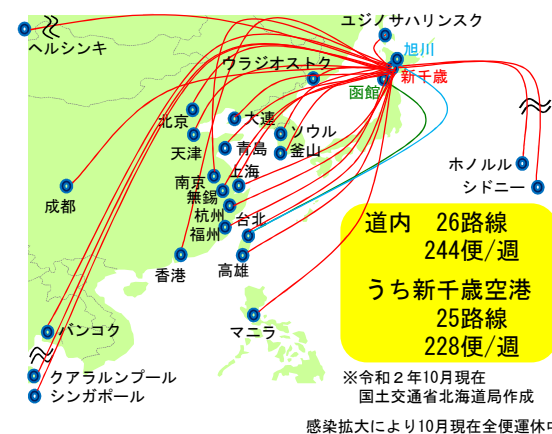 ユジノサハリンスク
ヘルシンキ
旭川
ウラジオストク
新千歳
函館
北京
大連
ソウル
天津
青島
釜山
ホノルル
南京
上海
シドニー
成都
無錫
杭州
台北
福州
香港
高雄
道内 26路線
244便/週
うち新千歳空港
25路線
228便/週
バンコク
マニラ
クアラルンプール
シンガポール
※令和２年10月現在
国土交通省北海道局作成
感染拡大により10月現在全便運休中